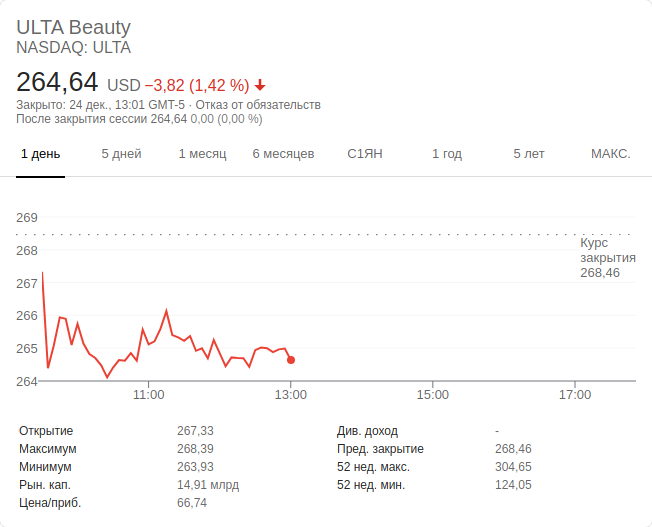 ULTA Beauty
NASDAQ: ULTA
264,64 USD −3,82 (1,42 %)
Закрыто: 24 дек., 13:01 GMT-5 · Отказ от обязательств
После закрытия сессии 264,64 0,00 (0,00 %)
1 день 5 дней 1 месяц 6 месяцев С1ЯН 1 год 5 лет МАКС.
269
268
267
266
265
264
Курс
закрытия
268,46
11:00 13:00 15:00 17:00
Открытие 267,33 Див. доход -
Максимум 268,39 Пред. закрытие 268,46
Минимум 263,93 52 нед. макс. 304,65
Рын. кап. 14,91 млрд 52 нед. мин. 124,05
Цена/приб. 66,74